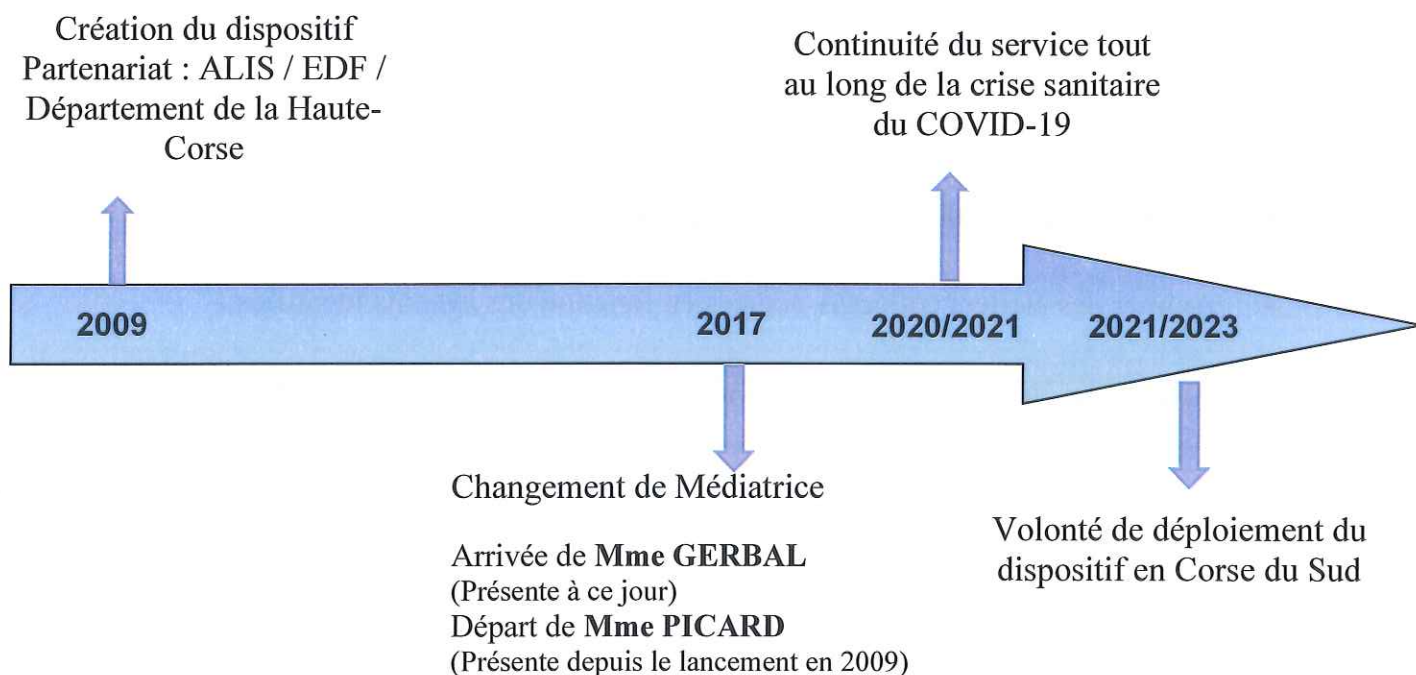 Création du dispositif
Partenariat : ALIS / EDF /
Département de la Haute-
Corse
Continuité du service tout
au long de la crise sanitaire
du COVID-19
2009
2017
2020/2021
2021/2023
Changement de Médiatrice
Arrivée de Mme GERBAL
(Présente à ce jour)
Départ de Mme PICARD
(Présente depuis le lancement en 2009)
Volonté de déploiement du
dispositif en Corse du Sud